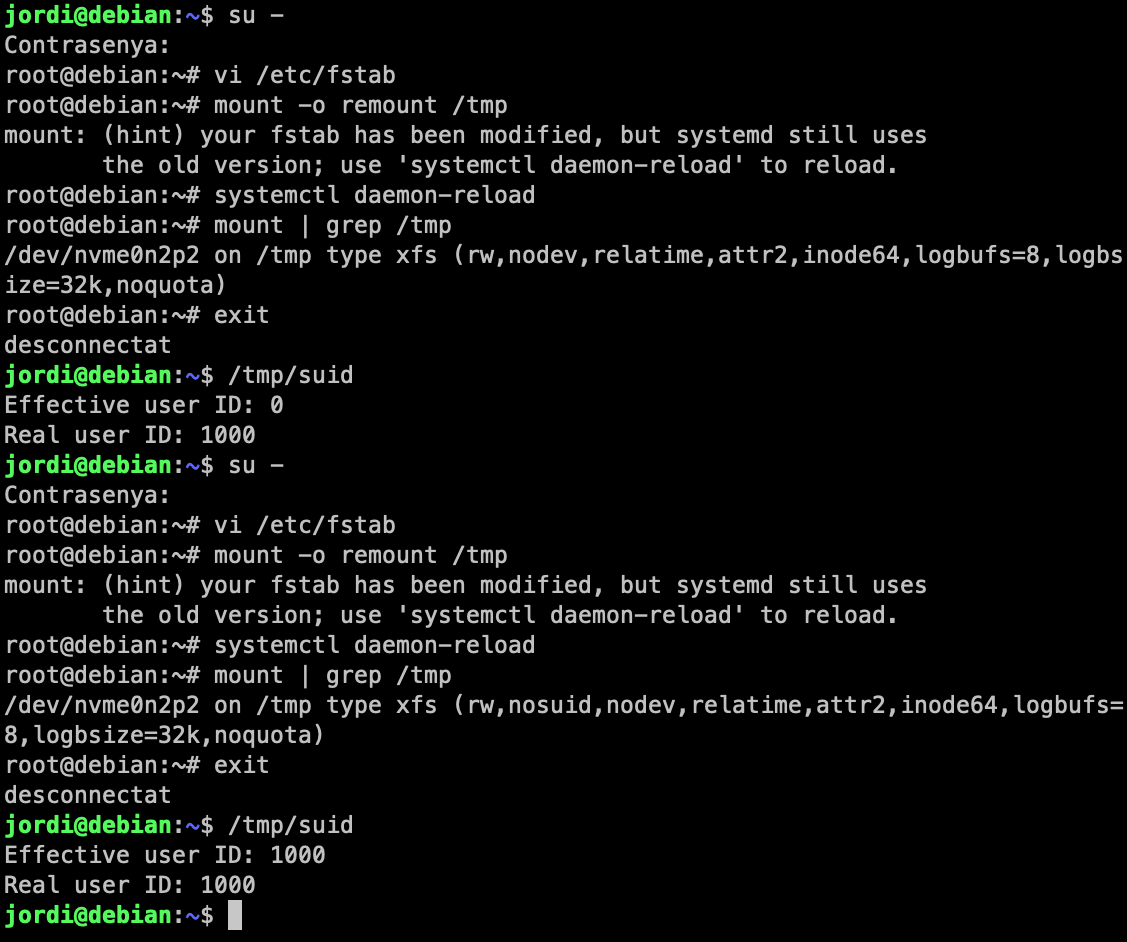 jordi@debian:~$ su -
Contrasenya:
root@debian:~# vi /etc/fstab
root@debian:~# mount -o remount /tmp
mount: (hint) your fstab has been modified, but systemd still uses
       the old version; use 'systemctl daemon-reload' to reload.
root@debian:~# systemctl daemon-reload
root@debian:~# mount | grep /tmp
/dev/nvme0n2p2 on /tmp type xfs (rw,nodev,relatime,attr2,inode64,logbufs=8,logbs
ize=32k,noquota)
root@debian:~# exit
desconnectat
jordi@debian:~$ /tmp/suid
Effective user ID: 0
Real user ID: 1000
jordi@debian:~$ su -
Contrasenya:
root@debian:~# vi /etc/fstab
root@debian:~# mount -o remount /tmp
mount: (hint) your fstab has been modified, but systemd still uses
       the old version; use 'systemctl daemon-reload' to reload.
root@debian:~# systemctl daemon-reload
root@debian:~# mount | grep /tmp
/dev/nvme0n2p2 on /tmp type xfs (rw,nosuid,nodev,relatime,attr2,inode64,logbufs=
8,logbsize=32k,noquota)
root@debian:~# exit
desconnectat
jordi@debian:~$ /tmp/suid
Effective user ID: 1000
Real user ID: 1000
jordi@debian:~$